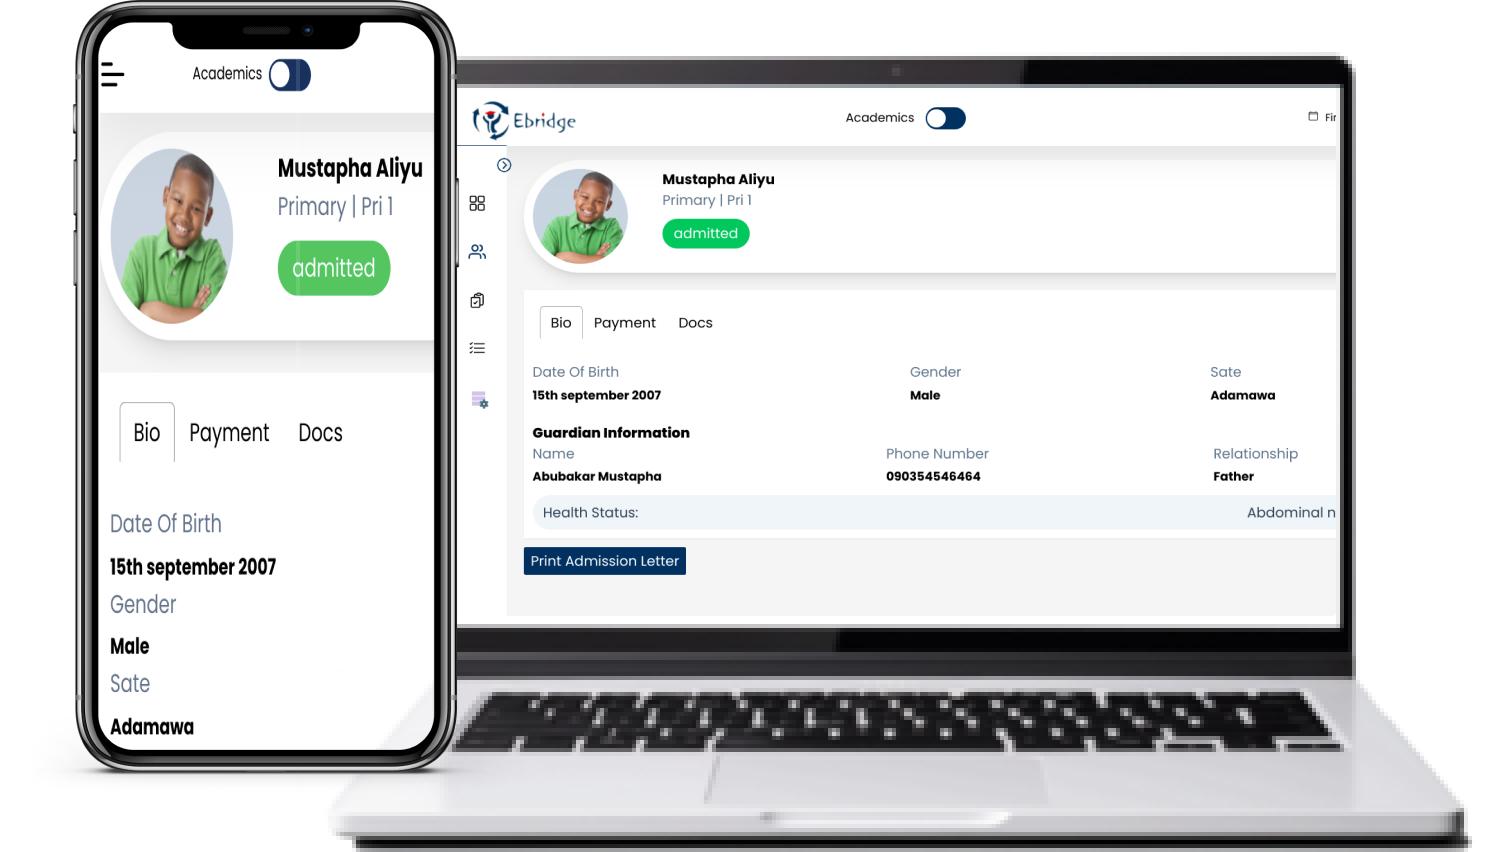 Academics
Mustapha Aliyu
Primary | Pri 1
admitted
Bio Payment Docs
Date Of Birth
15th september 2007
Gender
Male
Sate
Adamawa
Ebridge
Academics
Mustapha Aliyu
Primary | Pri 1
admitted
Bio Payment Docs
Date Of Birth Gender Sate
15th september 2007 Male Adamawa
Guardian Information
Name Phone Number Relationship
Abubakar Mustapha 090354546464 Father
Health Status: Abdominal
Print Admission Letter